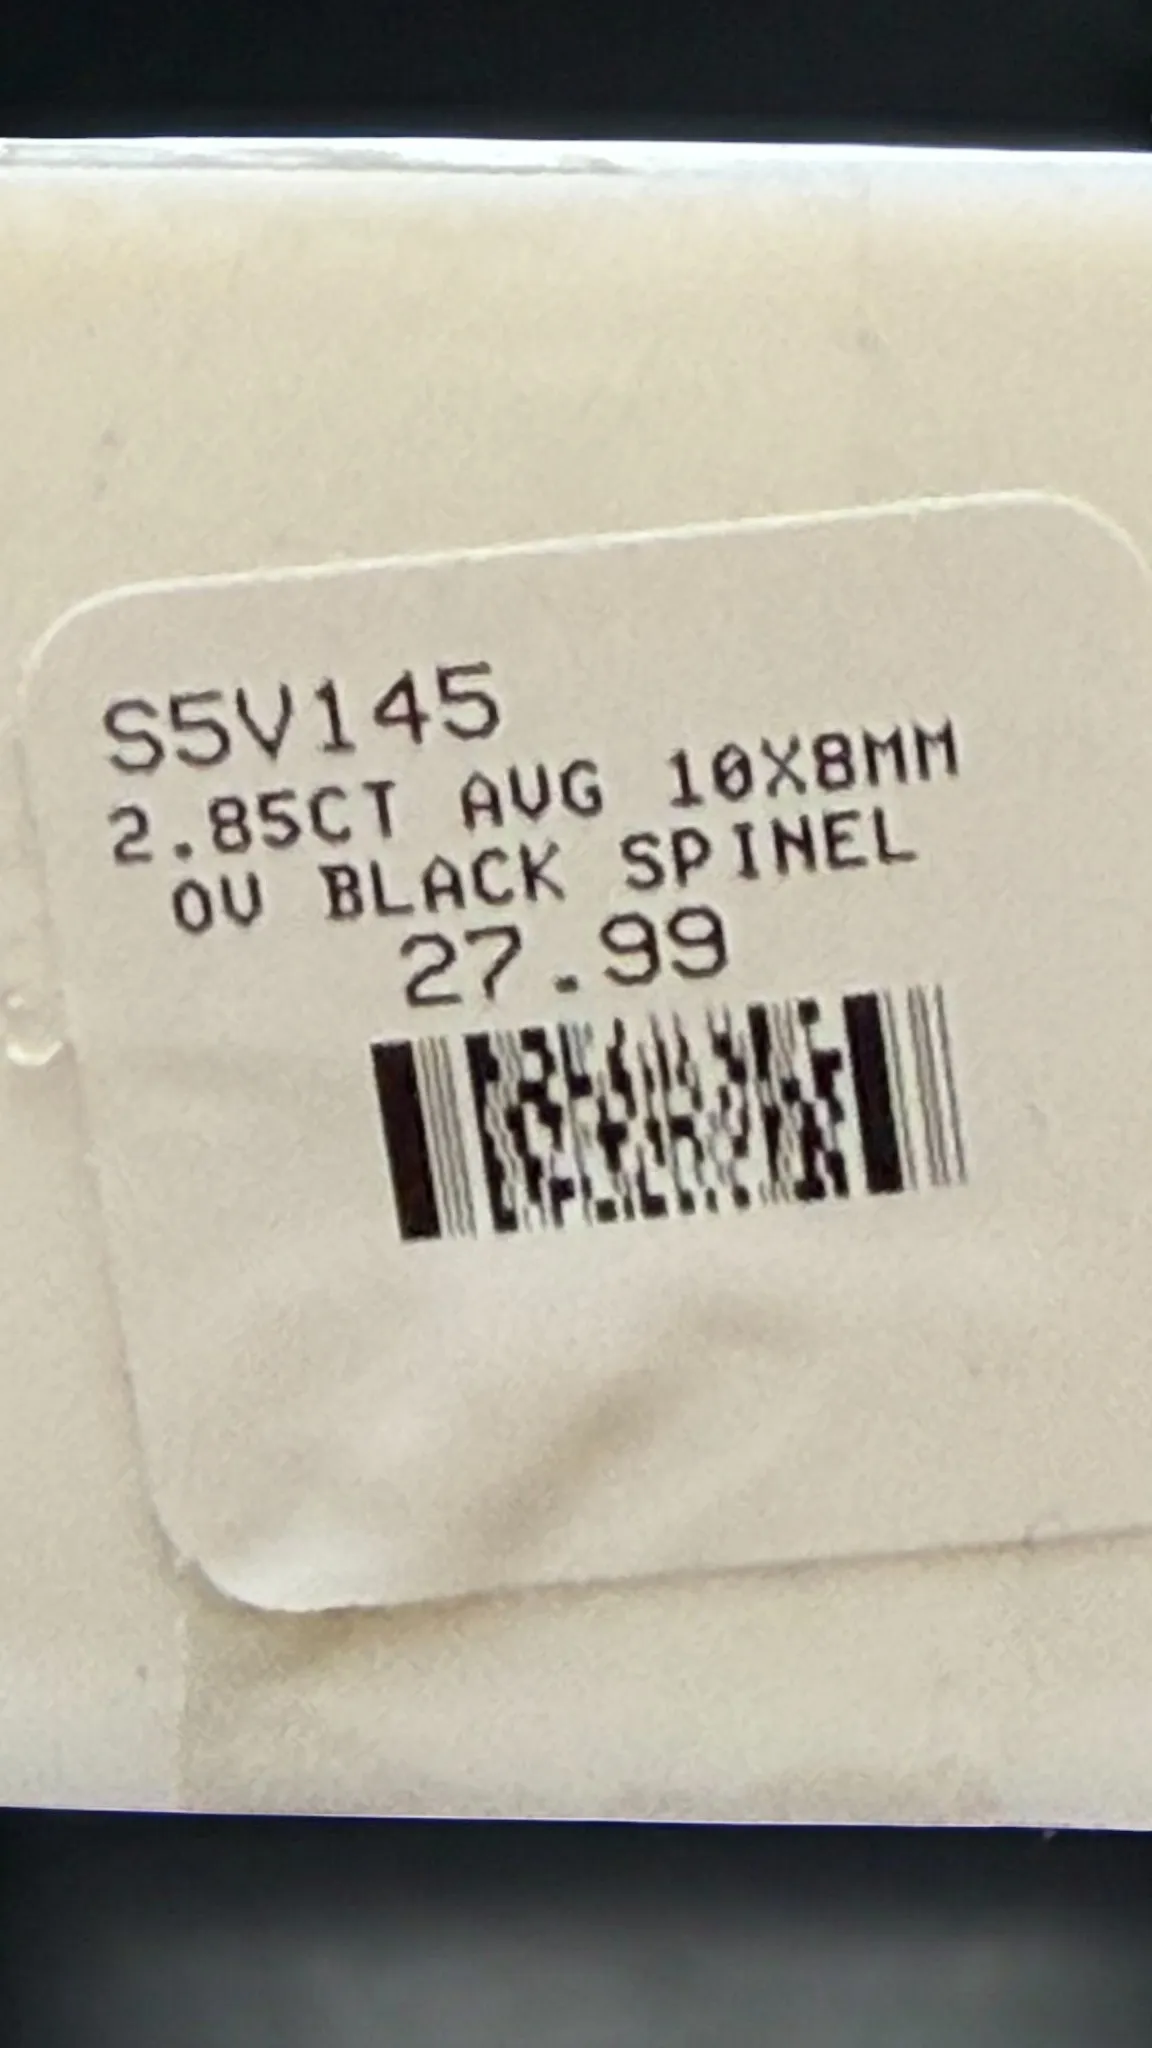 S5V145
2.85CT AVG 10X8MM
OV BLACK SPINEL
27.99